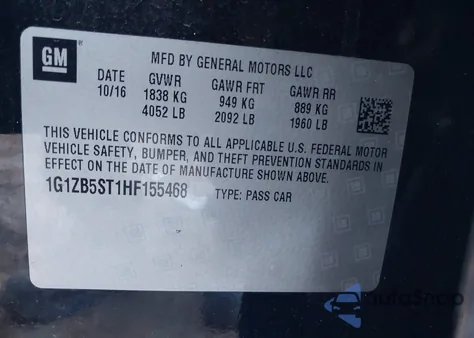 GM
MFD BY GENERAL MOTORS LLC
DATE GVWR GAWR FRT GAWR RR
10/16 1838 KG 949 KG 889 KG
4052 LB 2092 LB 1960 LB
THIS VEHICLE CONFORMS TO ALL APPLICABLE U.S. FEDERAL MOTOR
VEHICLE SAFETY, BUMPER, AND THEFT PREVENTION STANDARDS IN
EFFECT ON THE DATE OF MANUFACTURE SHOWN ABOVE.
1G1ZB5ST1HF155468 TYPE: PASS CAR
AutoSnap